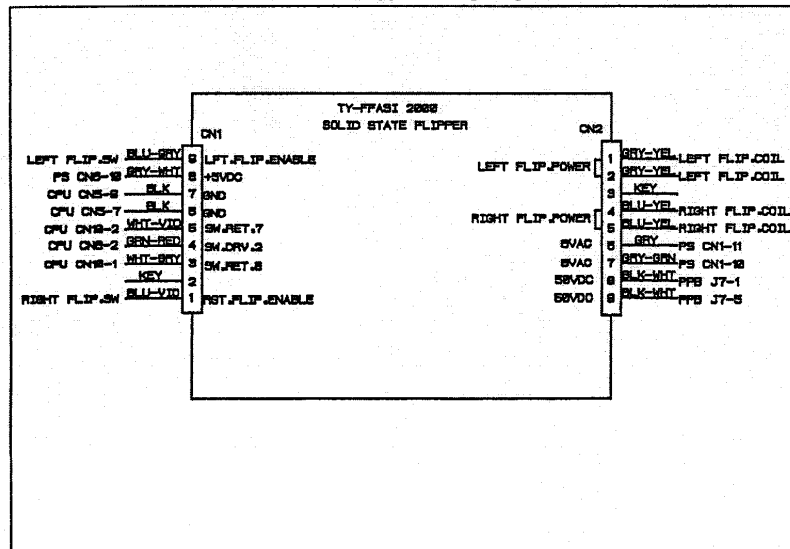 TY-FFASI 2000
SOLID STATE FLIPPER
CN1
LEFT FLIP.SW BLU-GRY 9 LFT.FLIP.ENABLE
PS CN6-10 GRY-WHT 8 +5VDC
CPU CN5-8 BLK 7 GND
CPU CN5-7 BLK 6 GND
CPU CN10-2 WHT-VIO 5 SW.RET.7
CPU CN8-2 GRN-RED 4 SW.DRV.2
CPU CN10-1 WHT-GRY 3 SW.RET.8
KEY 2
RIGHT FLIP.SW BLU-VIO 1 RGT.FLIP.ENABLE
CN2
LEFT FLIP.POWER
1 GRY-YEL LEFT FLIP.COIL
2 GRY-YEL LEFT FLIP.COIL
3 KEY
RIGHT FLIP.POWER
4 BLU-YEL RIGHT FLIP.COIL
5 BLU-YEL RIGHT FLIP.COIL
6VAC 6 GRY PS CN1-11
6VAC 7 GRY-GRN PS CN1-10
50VDC 8 BLK-WHT PPB J7-1
50VDC 9 BLK-WHT PPB J7-5